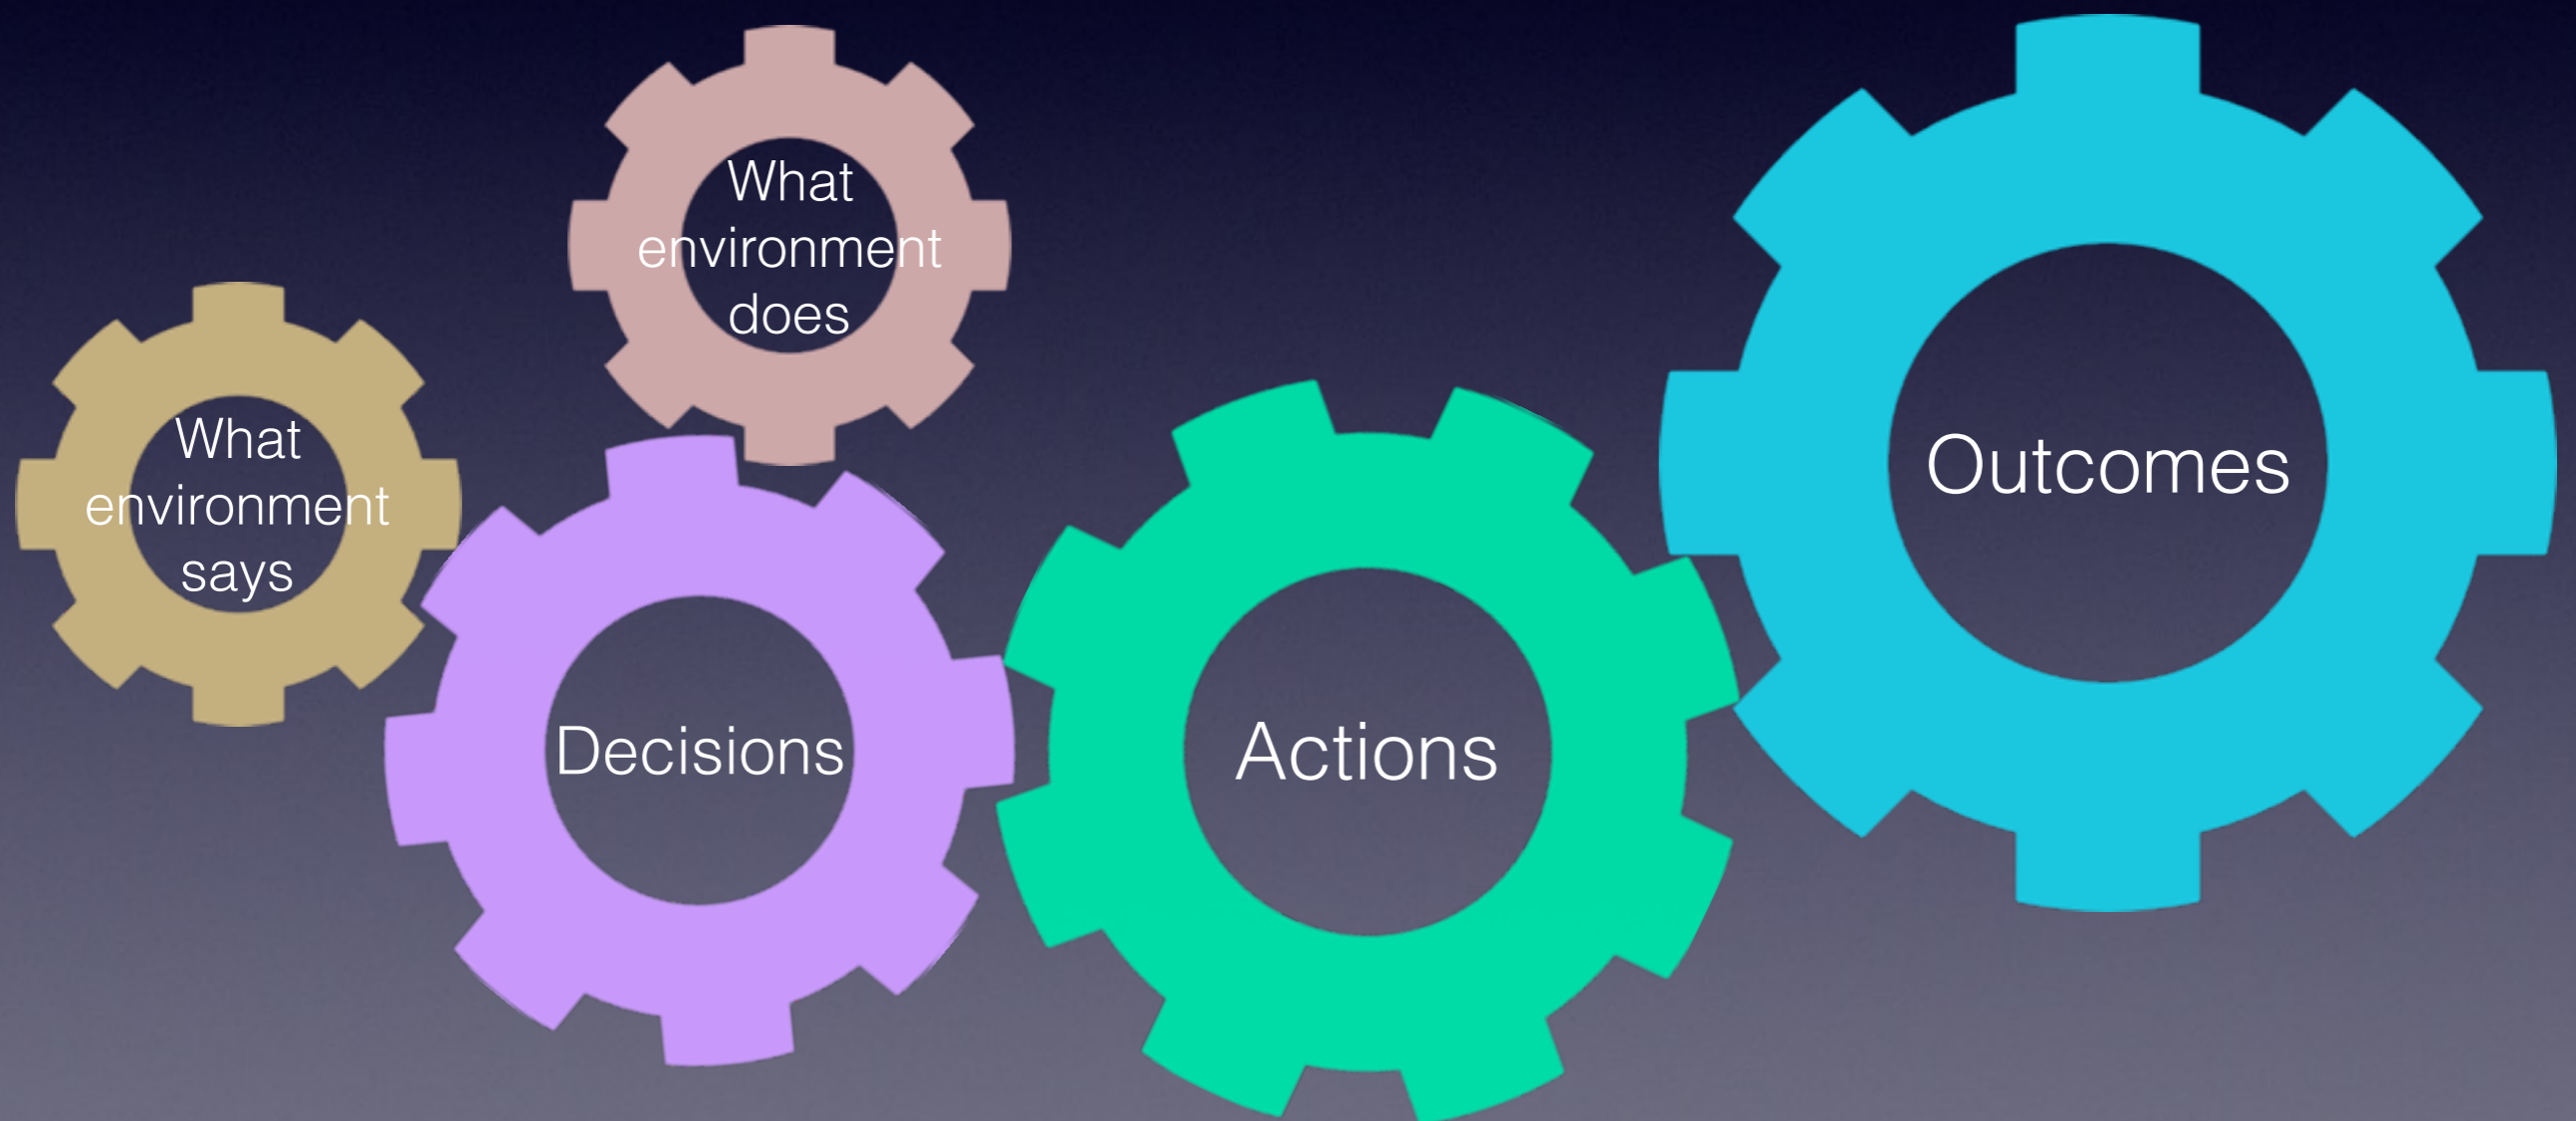 What
environment
says
What
environment
does
Decisions
Actions
Outcomes